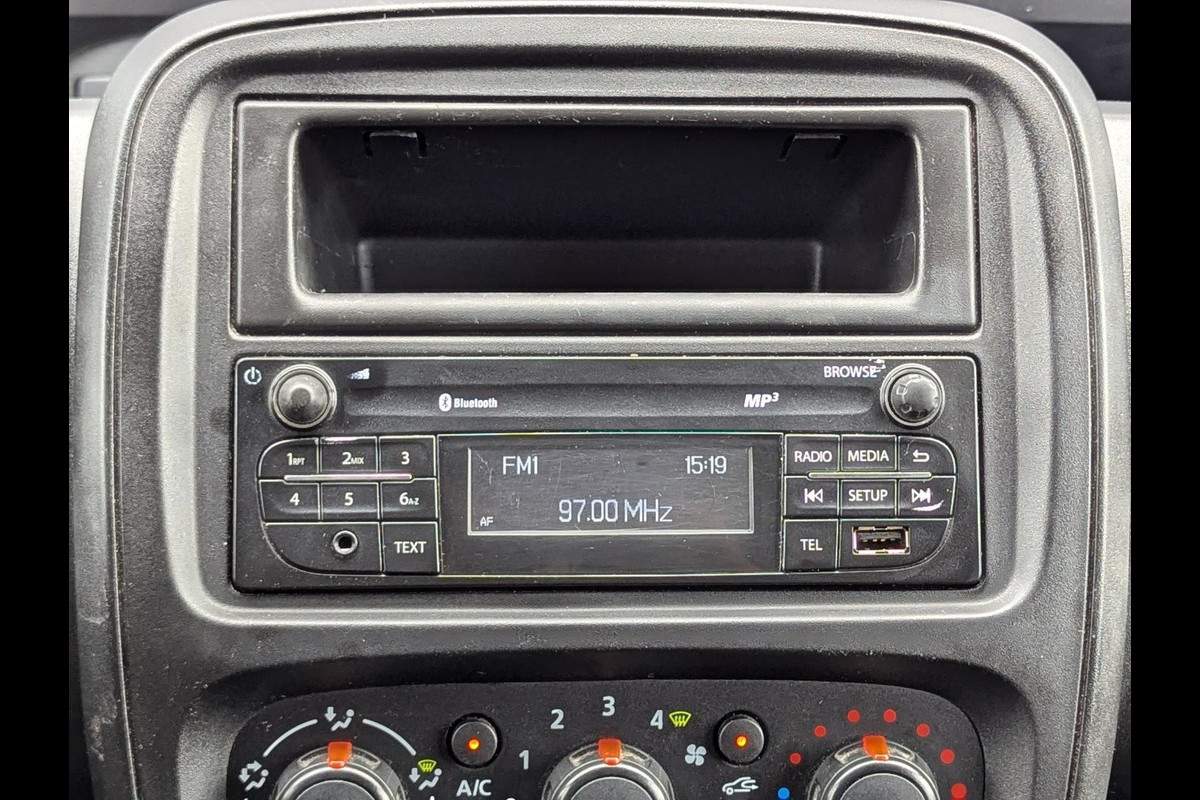 BROWSE
Bluetooth
MP3
1RPT 2MIX 3
4 5 6A-Z
TEXT
FM1 15:19
97.00 MHz
AF
RADIO MEDIA
SETUP
TEL
1 2 3 4
A/C